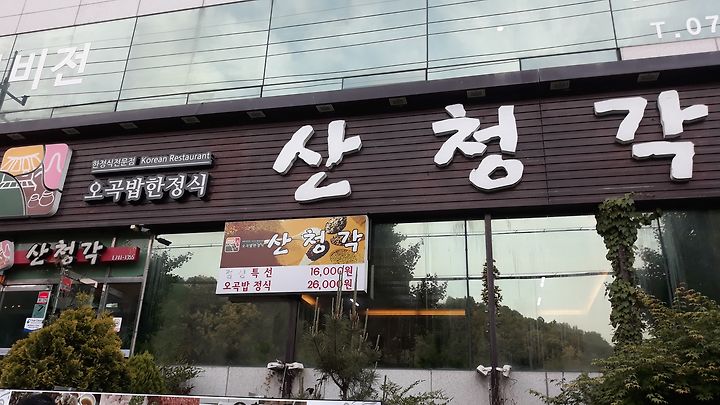 비전
T.07
한정식전문점 Korean Restaurant
오곡밥한정식
산청각
산청각
산청각
점심특선 16,000원
오곡밥정식 26,000원